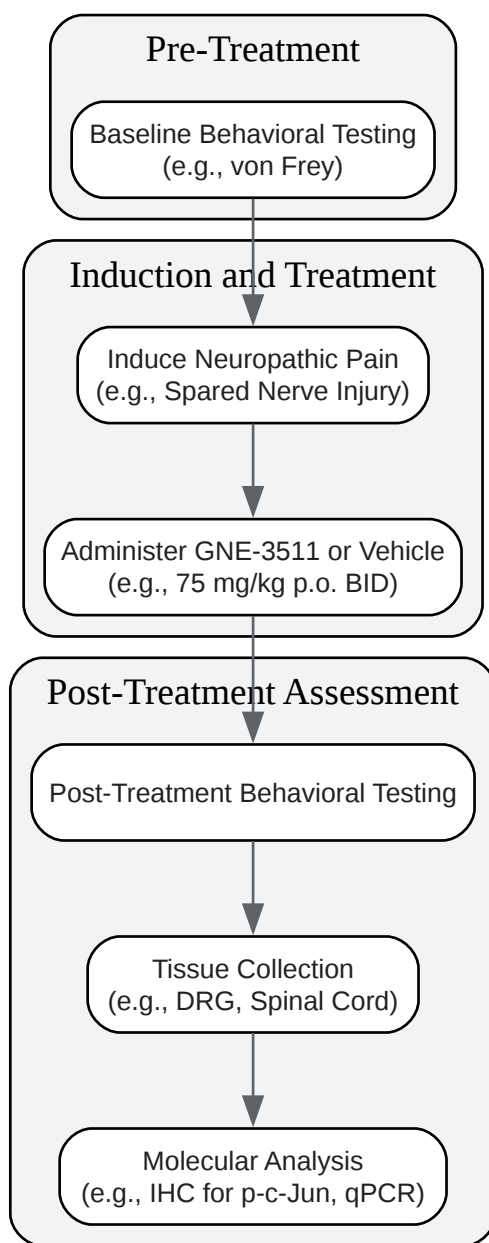 Pre-Treatment
Baseline Behavioral Testing
(e.g., von Frey)
Induction and Treatment
Induce Neuropathic Pain
(e.g., Spared Nerve Injury)
Administer GNE-3511 or Vehicle
(e.g., 75 mg/kg p.o. BID)
Post-Treatment Assessment
Post-Treatment Behavioral Testing
Tissue Collection
(e.g., DRG, Spinal Cord)
Molecular Analysis
(e.g., IHC for p-c-Jun, qPCR)